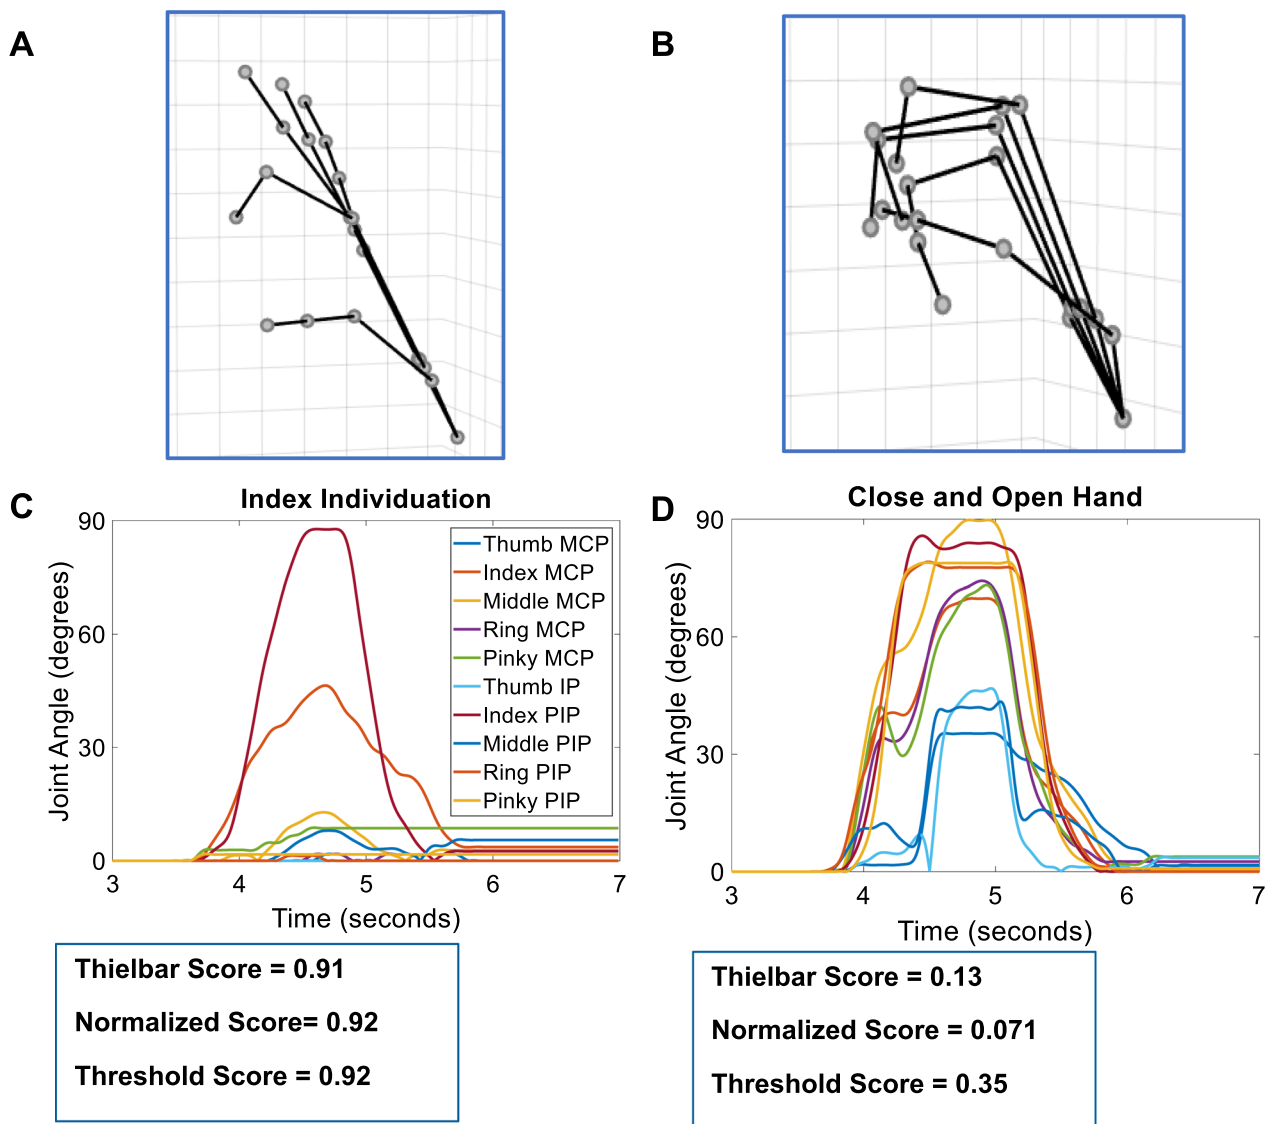 A
B
C
Index Individuation
90
60
30
0
3
4
5
6
7
Joint Angle (degrees)
Time (seconds)
Thumb MCP
Index MCP
Middle MCP
Ring MCP
Pinky MCP
Thumb IP
Index PIP
Middle PIP
Ring PIP
Pinky PIP
Thielbar Score = 0.91
Normalized Score= 0.92
Threshold Score = 0.92
D
Close and Open Hand
90
60
30
0
3
4
5
6
7
Joint Angle (degrees)
Time (seconds)
Thielbar Score = 0.13
Normalized Score = 0.071
Threshold Score = 0.35